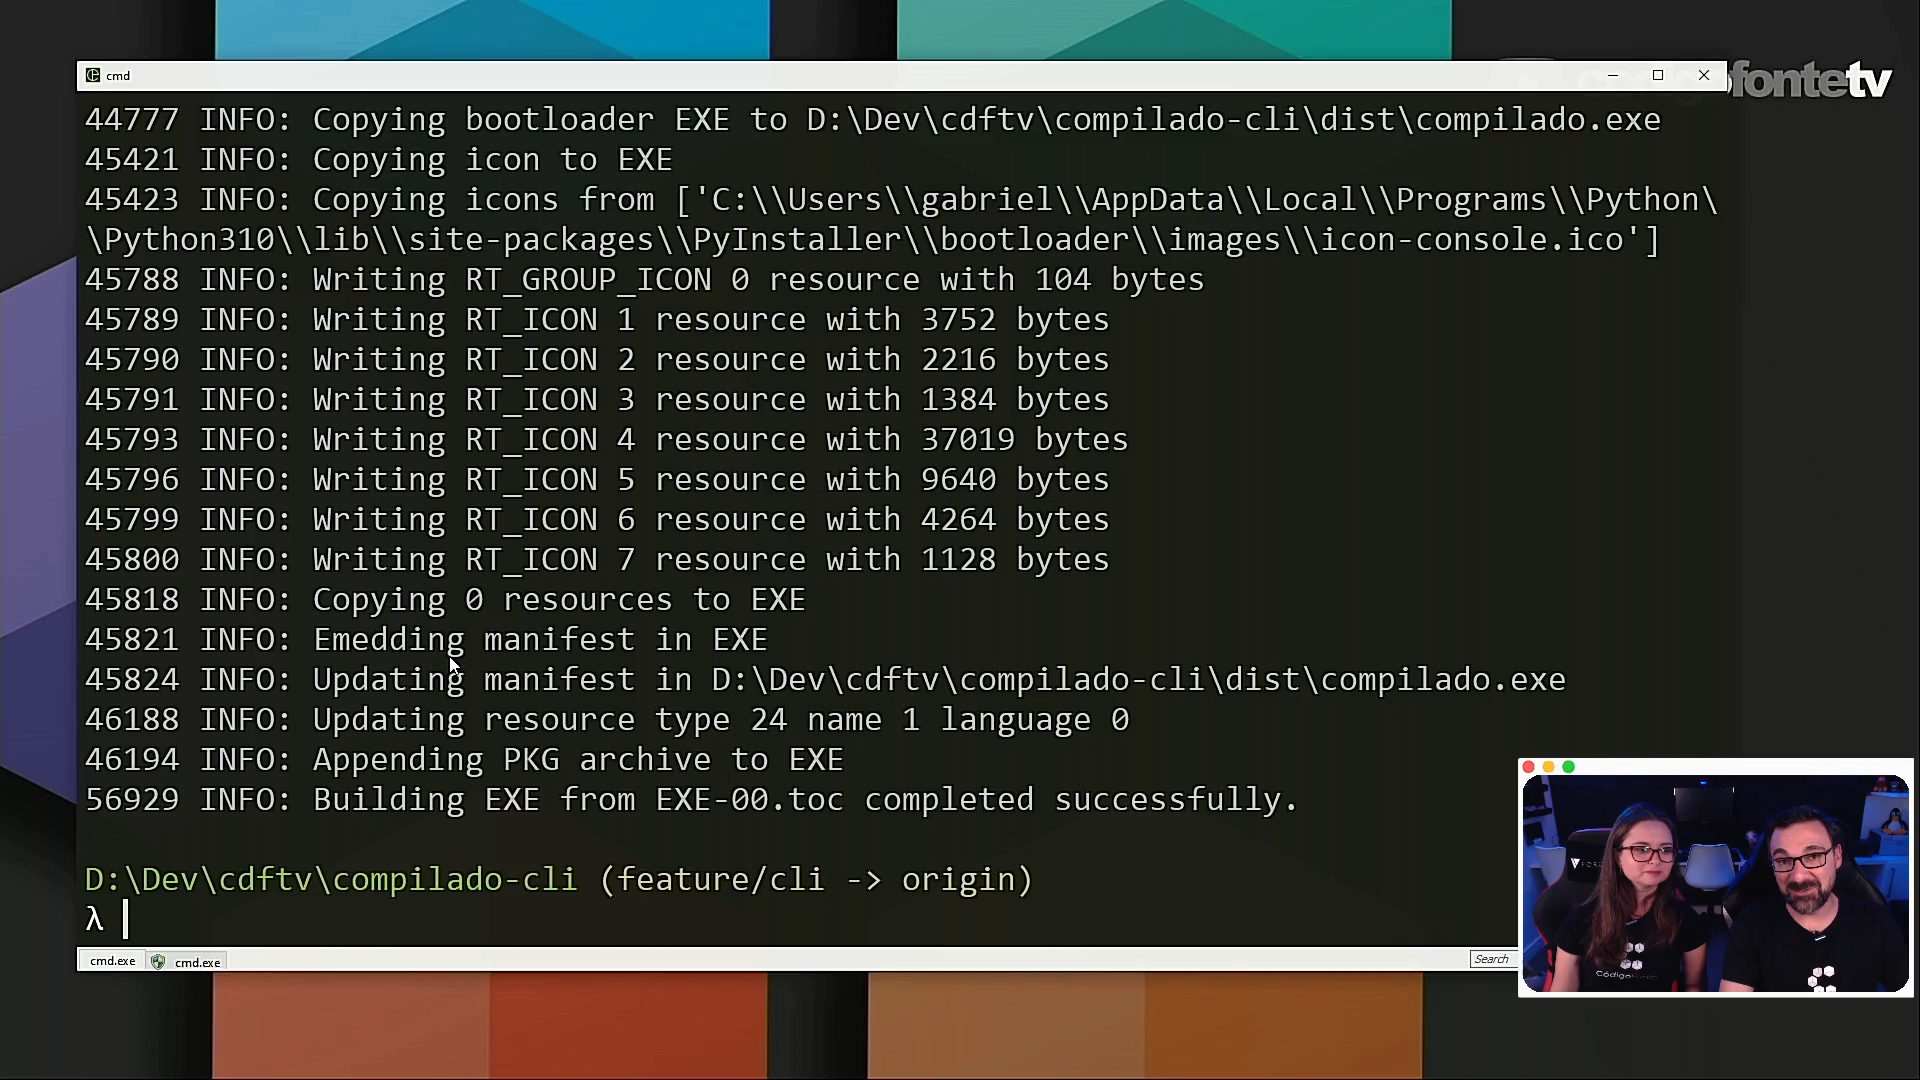 cmd
fontetv
44777 INFO: Copying bootloader EXE to D:\Dev\cdftv\compilado-cli\dist\compilado.exe
45421 INFO: Copying icon to EXE
45423 INFO: Copying icons from ['C:\\Users\\gabriel\\AppData\\Local\\Programs\\Python\
\Python310\\lib\\site-packages\\PyInstaller\\bootloader\\images\\icon-console.ico']
45788 INFO: Writing RT_GROUP_ICON 0 resource with 104 bytes
45789 INFO: Writing RT_ICON 1 resource with 3752 bytes
45790 INFO: Writing RT_ICON 2 resource with 2216 bytes
45791 INFO: Writing RT_ICON 3 resource with 1384 bytes
45793 INFO: Writing RT_ICON 4 resource with 37019 bytes
45796 INFO: Writing RT_ICON 5 resource with 9640 bytes
45799 INFO: Writing RT_ICON 6 resource with 4264 bytes
45800 INFO: Writing RT_ICON 7 resource with 1128 bytes
45818 INFO: Copying 0 resources to EXE
45821 INFO: Emedding manifest in EXE
45824 INFO: Updating manifest in D:\Dev\cdftv\compilado-cli\dist\compilado.exe
46188 INFO: Updating resource type 24 name 1 language 0
46194 INFO: Appending PKG archive to EXE
56929 INFO: Building EXE from EXE-00.toc completed successfully.
D:\Dev\cdftv\compilado-cli (feature/cli -> origin)
λ
cmd.exe cmd.exe Search